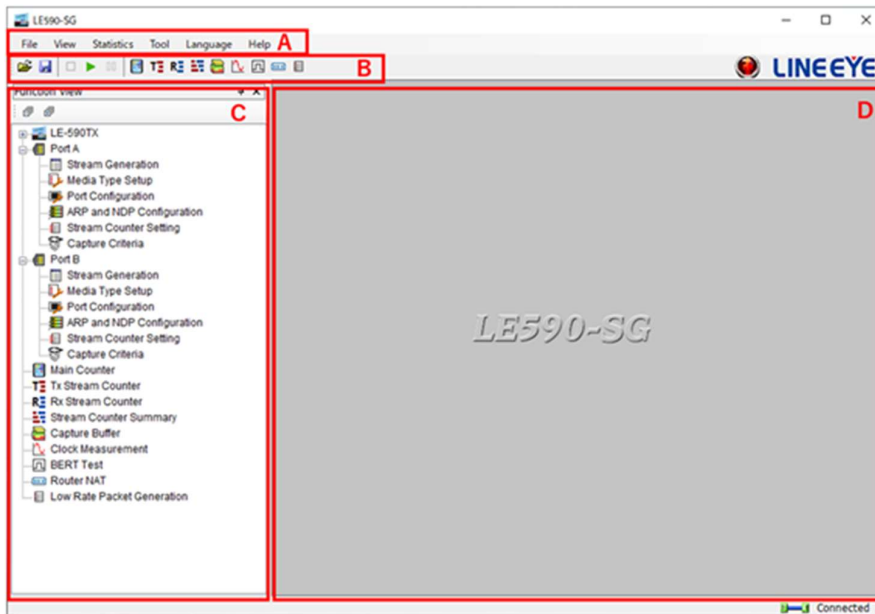 LE590-SG
File View Statistics Tool Language Help A
B
LINEEYE
Function View
C
D
LE-590TX
Port A
Stream Generation
Media Type Setup
Port Configuration
ARP and NDP Configuration
Stream Counter Setting
Capture Criteria
Port B
Stream Generation
Media Type Setup
Port Configuration
ARP and NDP Configuration
Stream Counter Setting
Capture Criteria
Main Counter
Tx Stream Counter
Rx Stream Counter
Stream Counter Summary
Capture Buffer
Clock Measurement
BERT Test
Router NAT
Low Rate Packet Generation
LE590-SG
Connected